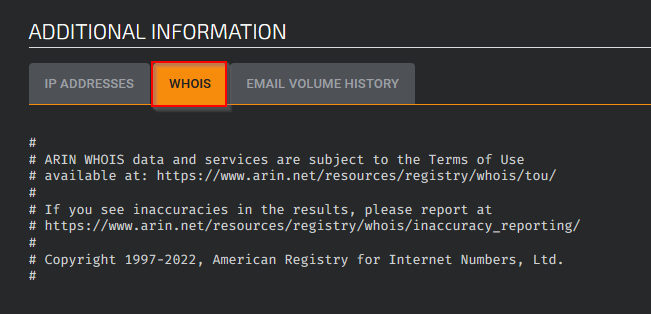 ADDITIONAL INFORMATION
IP ADDRESSES WHOIS EMAIL VOLUME HISTORY
#
# ARIN WHOIS data and services are subject to the Terms of Use
# available at: https://www.arin.net/resources/registry/whois/tou/
#
# If you see inaccuracies in the results, please report at
# https://www.arin.net/resources/registry/whois/inaccuracy_reporting/
#
# Copyright 1997-2022, American Registry for Internet Numbers, Ltd.
#